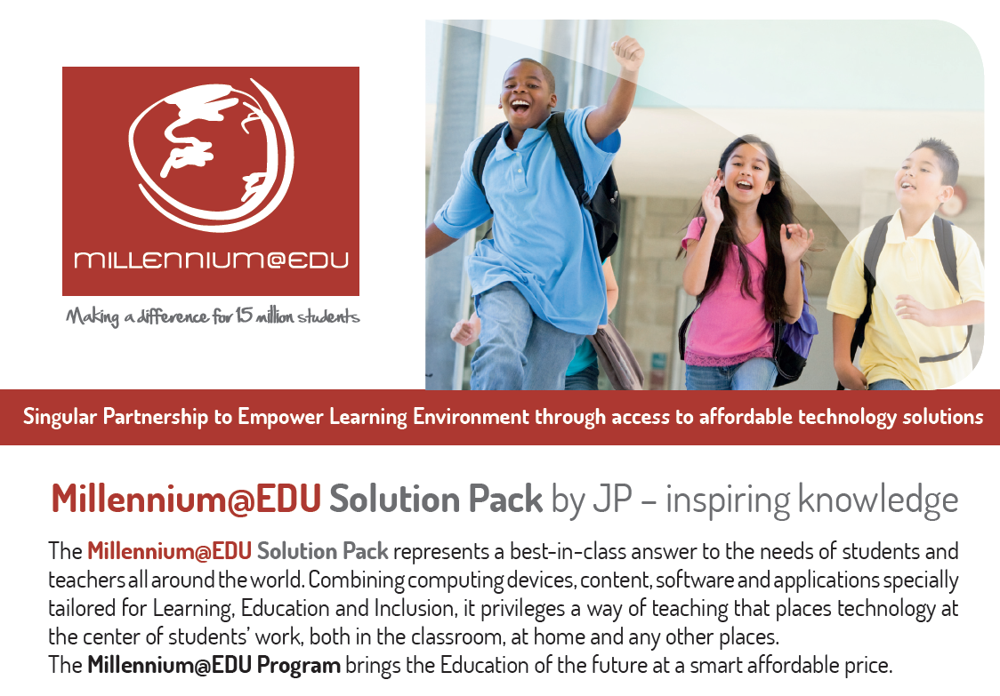 MILLENNIUM@EDU
Making a difference for 15 million students
Singular Partnership to Empower Learning Environment through access to affordable technology solutions
Millennium@EDU Solution Pack by JP – inspiring knowledge
The Millennium@EDU Solution Pack represents a best-in-class answer to the needs of students and
teachers all around the world. Combining computing devices, content, software and applications specially
tailored for Learning, Education and Inclusion, it privileges a way of teaching that places technology at
the center of students’ work, both in the classroom, at home and any other places.
The Millennium@EDU Program brings the Education of the future at a smart affordable price.